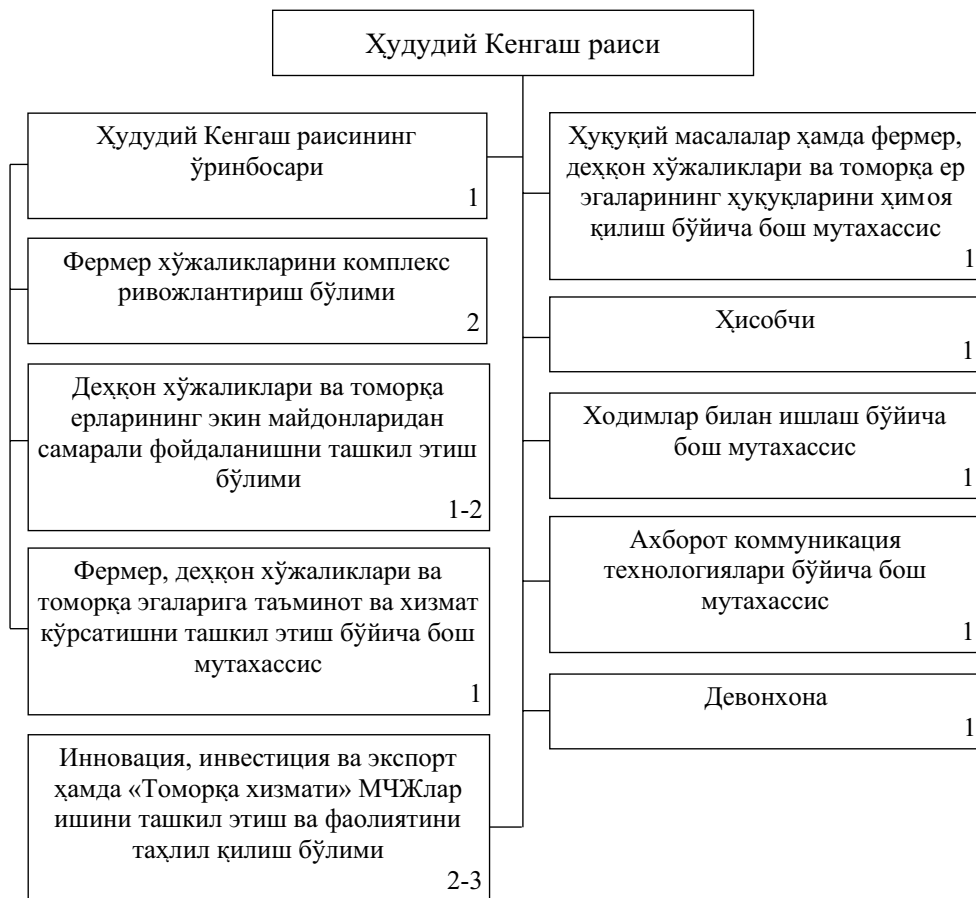 Ҳудудий Кенгаш раиси
Ҳудудий Кенгаш раисининг
ўринбосари
1
Фермер хўжаликларини комплекс
ривожлантириш бўлими
2
Деҳқон хўжаликлари ва томорқа
ерларининг экин майдонларидан
самарали фойдаланишни ташкил этиш
бўлими
1-2
Фермер, деҳқон хўжаликлари ва
томорқа эгаларига таъминот ва хизмат
кўрсатишни ташкил этиш бўйича бош
мутахассис
1
Инновация, инвестиция ва экспорт
ҳамда «Томорқа хизмати» МЧЖлар
ишини ташкил этиш ва фаолиятини
таҳлил қилиш бўлими
2-3
Ҳуқуқий масалалар ҳамда фермер,
деҳқон хўжаликлари ва томорқа ер
эгаларининг ҳуқуқларини ҳимоя
қилиш бўйича бош мутахассис
1
Ҳисобчи
1
Ходимлар билан ишлаш бўйича
бош мутахассис
1
Ахборот коммуникация
технологиялари бўйича бош
мутахассис
1
Девонхона
1